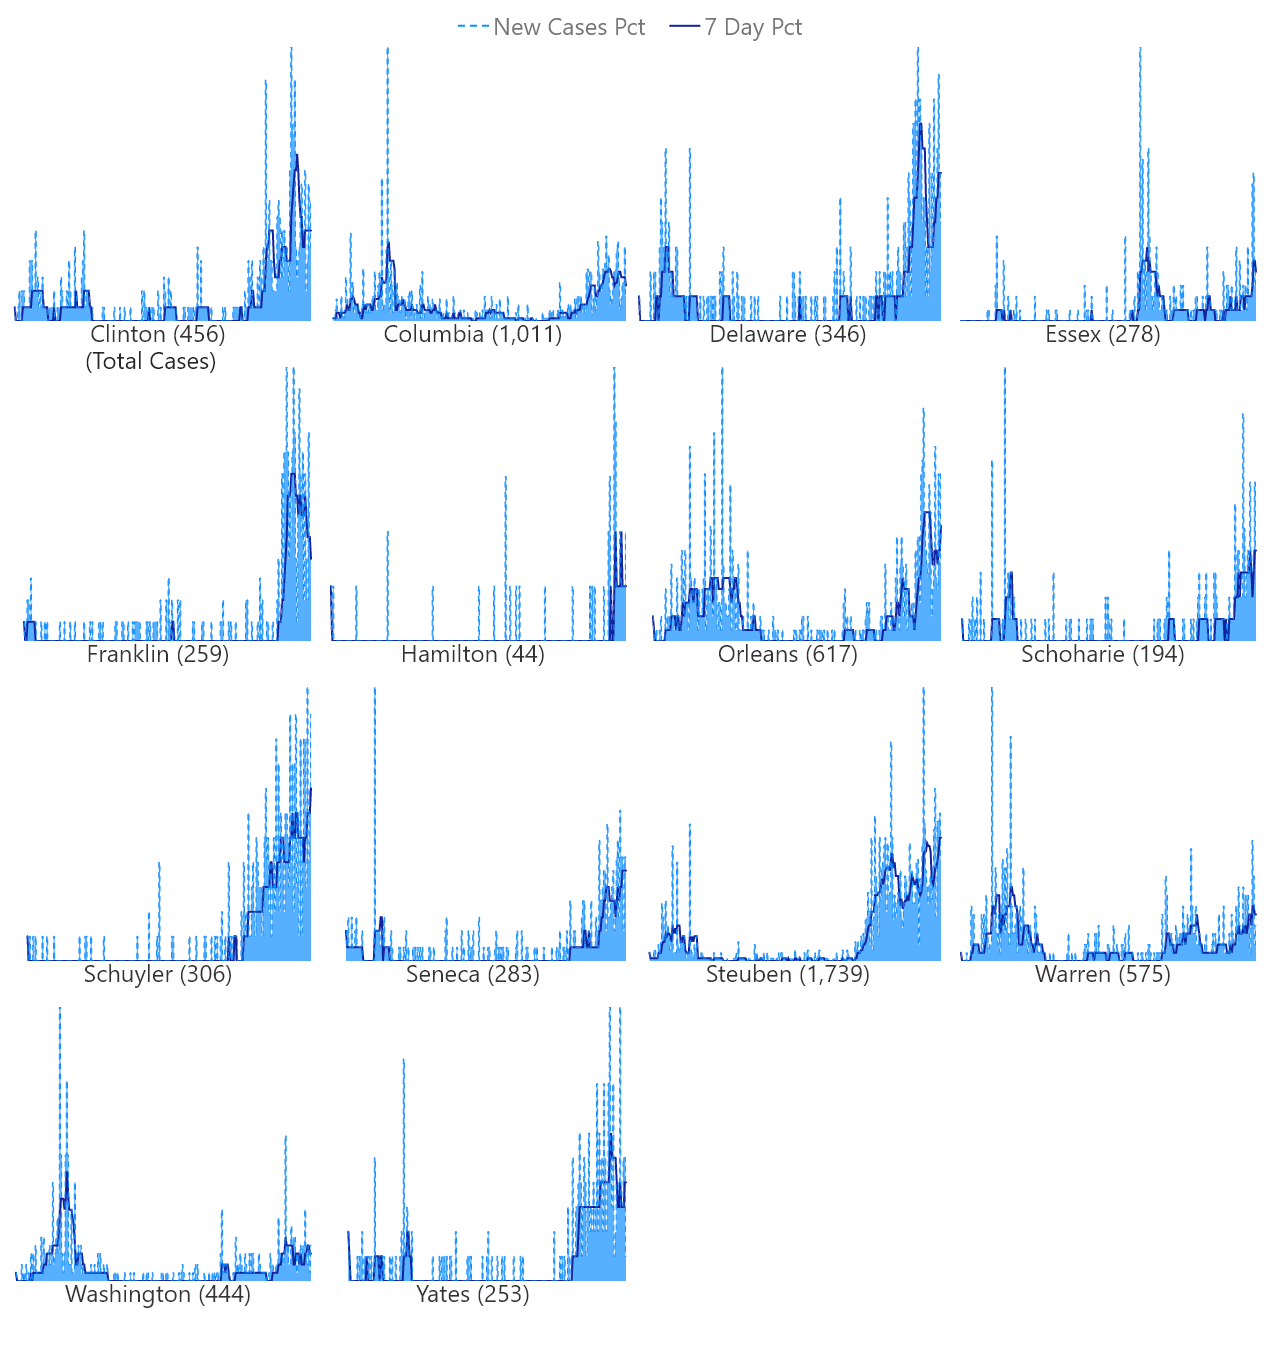 New Cases Pct 7 Day Pct
Clinton (456) Columbia (1,011) Delaware (346) Essex (278)
(Total Cases)
Franklin (259) Hamilton (44) Orleans (617) Schoharie (194)
Schuyler (306) Seneca (283) Steuben (1,739) Warren (575)
Washington (444) Yates (253)